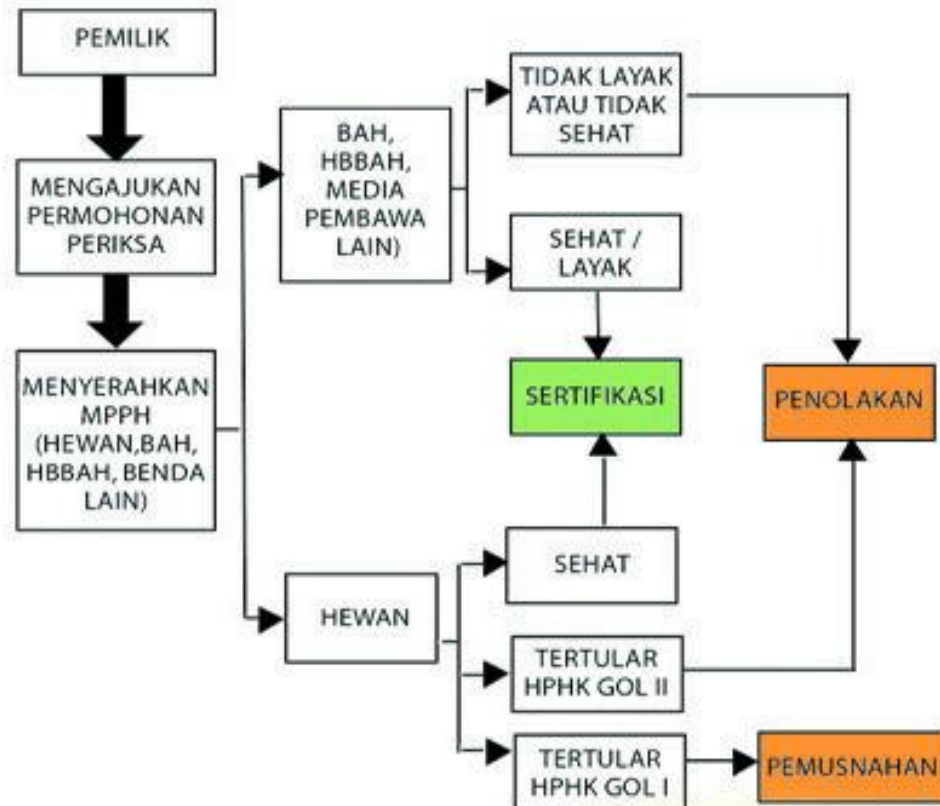 PEMILIK
MENGAJUKAN
PERMOHONAN
PERIKSA
MENYERAHKAN
MPPH
(HEWAN,BAH,
HBBAH, BENDA
LAIN)
BAH,
HBBAH,
MEDIA
PEMBAWA
LAIN)
TIDAK LAYAK
ATAU TIDAK
SEHAT
SEHAT /
LAYAK
SERTIFIKASI
PENOLAKAN
HEWAN
SEHAT
TERTULAR
HPHK GOL II
TERTULAR
HPHK GOL I
PEMUSNAHAN